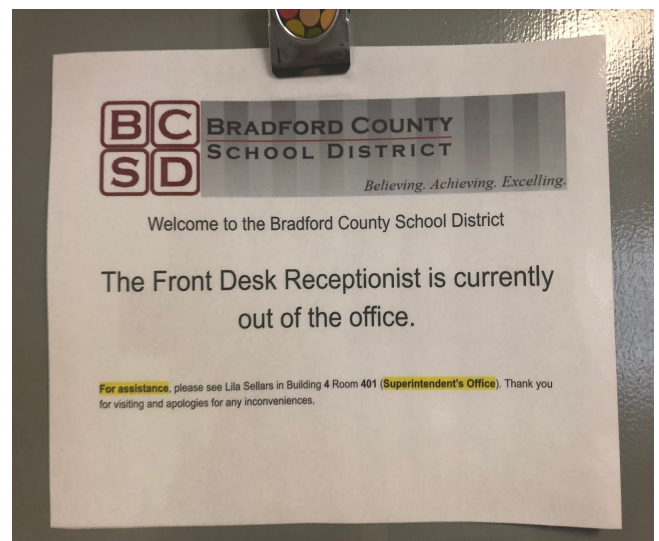 BC
SD
BRADFORD COUNTY
SCHOOL DISTRICT
Believing. Achieving. Excelling.
Welcome to the Bradford County School District
The Front Desk Receptionist is currently
out of the office.
For assistance, please see Lila Sellars in Building 4 Room 401 (Superintendent's Office). Thank you
for visiting and apologies for any inconveniences.